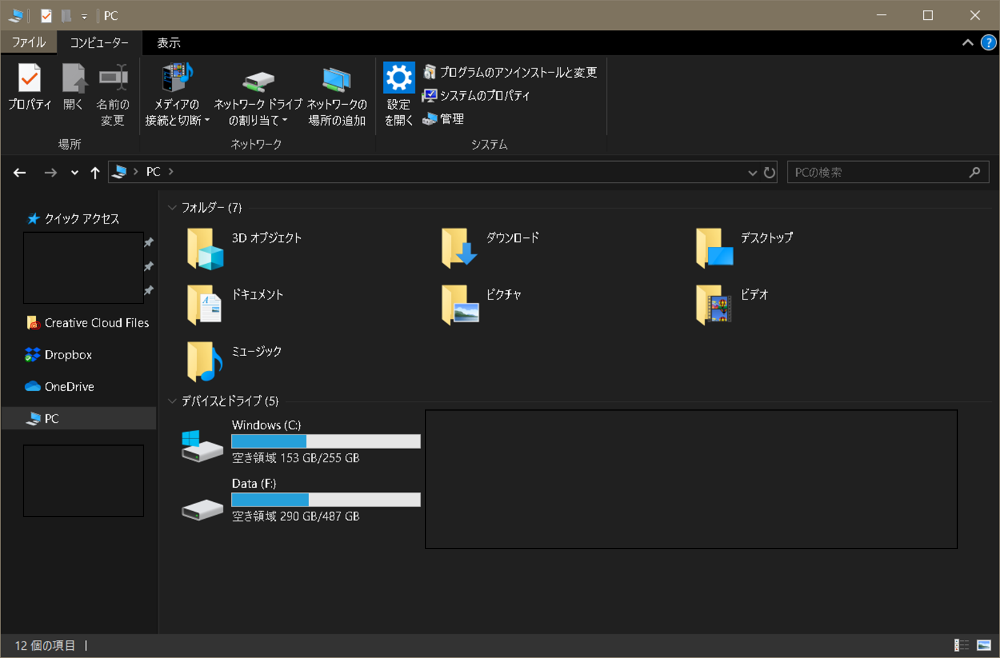 PC
ファイル
コンピューター
表示
プロパティ
開く
名前の
変更
場所
メディアの
接続と切断
ネットワーク ドライブ
の割り当て
ネットワークの
場所の追加
ネットワーク
設定
を開く
プログラムのアンインストールと変更
システムのプロパティ
管理
システム
PC
PCの検索
クイック アクセス
Creative Cloud Files
Dropbox
OneDrive
PC
フォルダー (7)
3D オブジェクト
ダウンロード
デスクトップ
ドキュメント
ピクチャ
ビデオ
ミュージック
デバイスとドライブ (5)
Windows (C:)
空き領域 153 GB/255 GB
Data (F:)
空き領域 290 GB/487 GB
12 個の項目